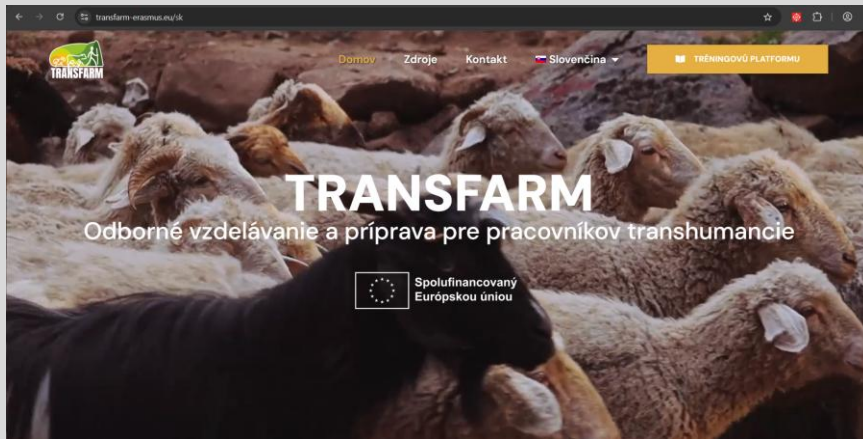 transfarm-erasmus.eu/sk
TRANSFARM
Domov
Zdroje
Kontakt
Slovenčina
TRÉNINGOVÚ PLATFORMU
TRANSFARM
Odborné vzdelávanie a príprava pre pracovníkov transhumancie
Spolufinancovaný
Európskou úniou